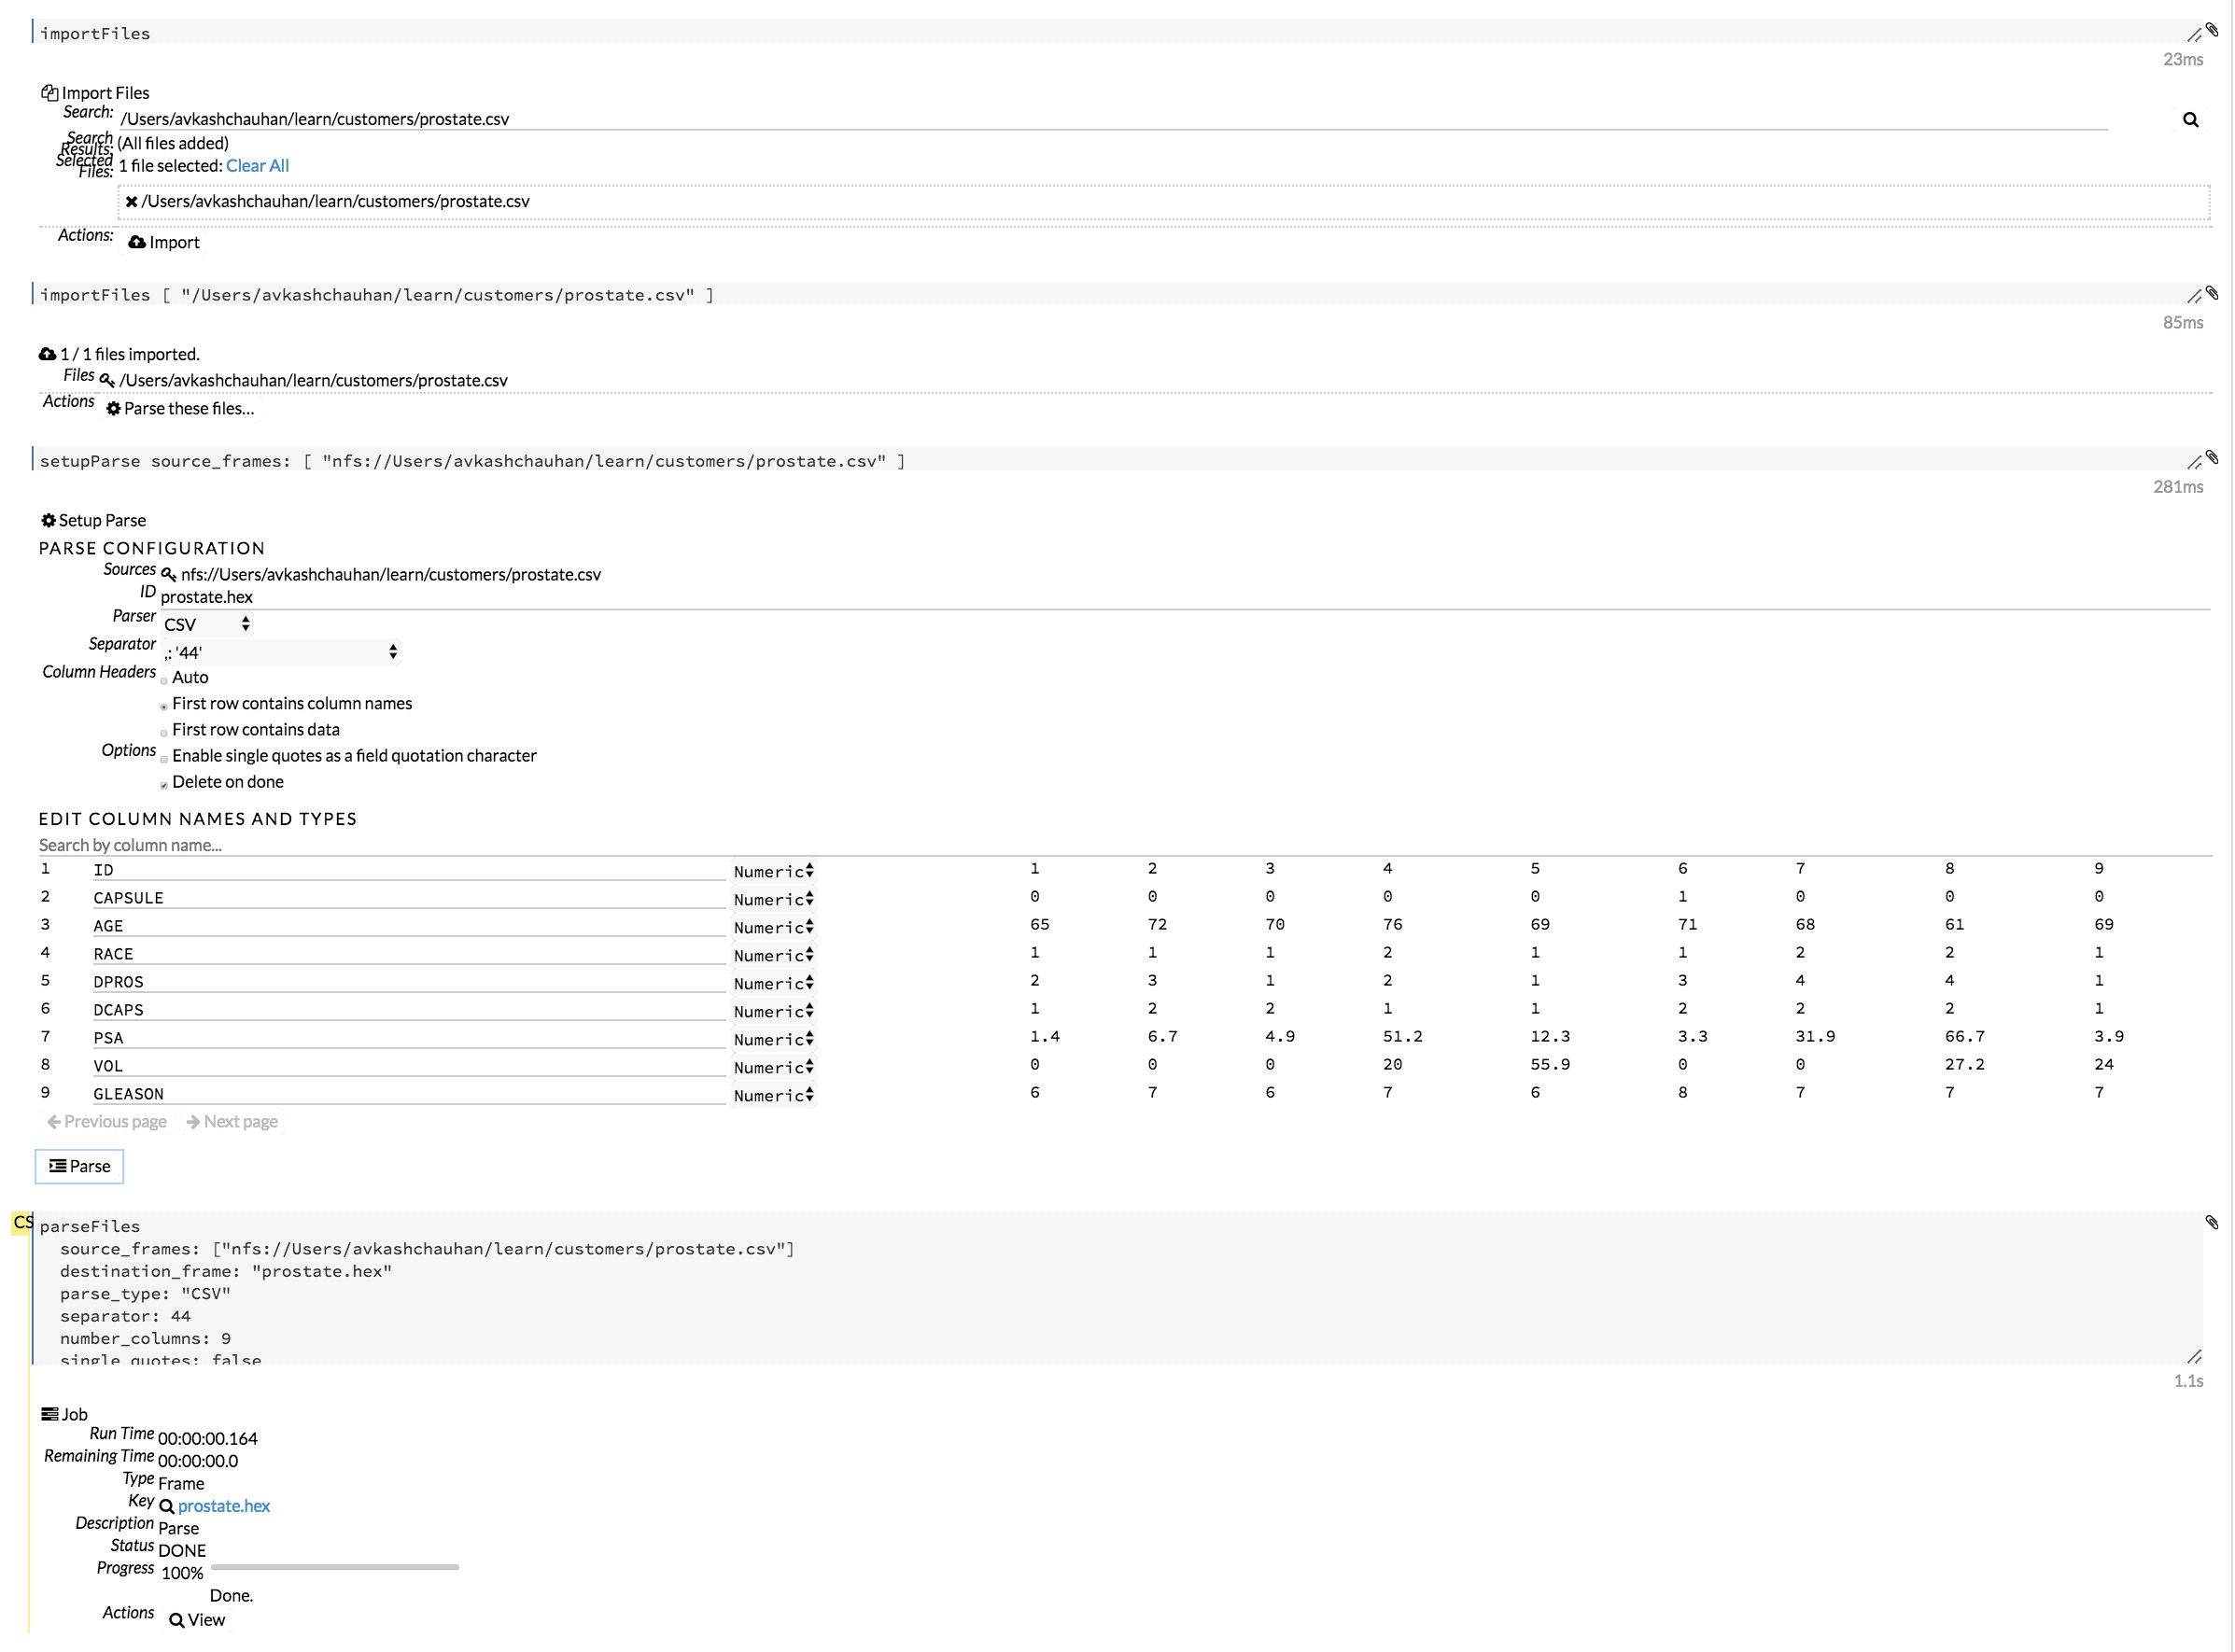 importFiles
23ms
Import Files
Search: /Users/avkashchauhan/learn/customers/prostate.csv
Search Results: (All files added)
Selected Files: 1 file selected: Clear All
/Users/avkashchauhan/learn/customers/prostate.csv
Actions: Import
importFiles [ "/Users/avkashchauhan/learn/customers/prostate.csv" ]
85ms
1 / 1 files imported.
Files /Users/avkashchauhan/learn/customers/prostate.csv
Actions Parse these files...
setupParse source_frames: [ "nfs://Users/avkashchauhan/learn/customers/prostate.csv" ]
281ms
Setup Parse
PARSE CONFIGURATION
Sources nfs://Users/avkashchauhan/learn/customers/prostate.csv
ID prostate.hex
Parser CSV
Separator ,: '44'
Column Headers Auto
First row contains column names
First row contains data
Options Enable single quotes as a field quotation character
Delete on done
EDIT COLUMN NAMES AND TYPES
Search by column name...
1 ID Numeric 1 2 3 4 5 6 7 8 9
2 CAPSULE Numeric 0 0 0 0 0 1 0 0 0
3 AGE Numeric 65 72 70 76 69 71 68 61 69
4 RACE Numeric 1 1 1 2 1 1 2 2 1
5 DPROS Numeric 2 3 1 2 1 3 4 4 1
6 DCAPS Numeric 1 2 2 1 1 2 2 2 1
7 PSA Numeric 1.4 6.7 4.9 51.2 12.3 3.3 31.9 66.7 3.9
8 VOL Numeric 0 0 0 20 55.9 0 0 27.2 24
9 GLEASON Numeric 6 7 6 7 6 8 7 7 7
Previous page Next page
Parse
CS parseFiles
source_frames: ["nfs://Users/avkashchauhan/learn/customers/prostate.csv"]
destination_frame: "prostate.hex"
parse_type: "CSV"
separator: 44
number_columns: 9
single_quotes: false
1.1s
Job
Run Time 00:00:00.164
Remaining Time 00:00:00.0
Type Frame
Key prostate.hex
Description Parse
Status DONE
Progress 100%
Done.
Actions View